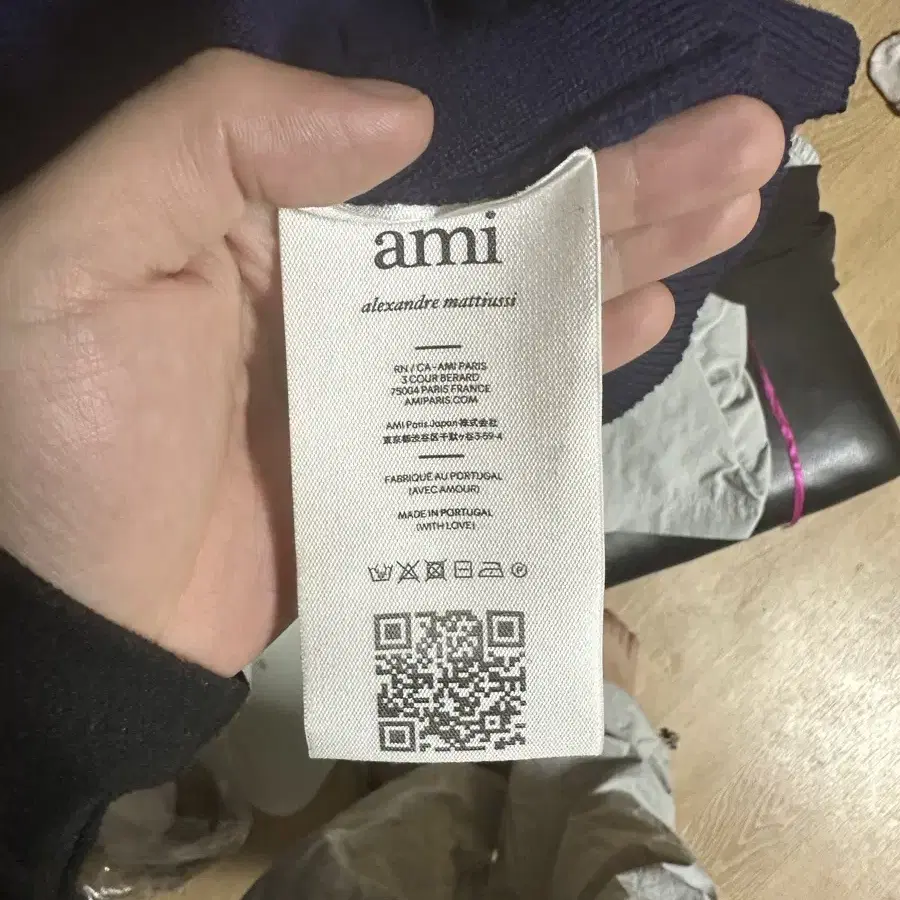 ami
alexandre mattiussi
RN / CA - AMI PARIS
3 COUR BERARD
75004 PARIS FRANCE
AMIPARIS.COM
AMI Paris Japan 株式会社
東京都渋谷区千駄ヶ谷3-59-4
FABRIQUÉ AU PORTUGAL
(AVEC AMOUR)
MADE IN PORTUGAL
(WITH LOVE)